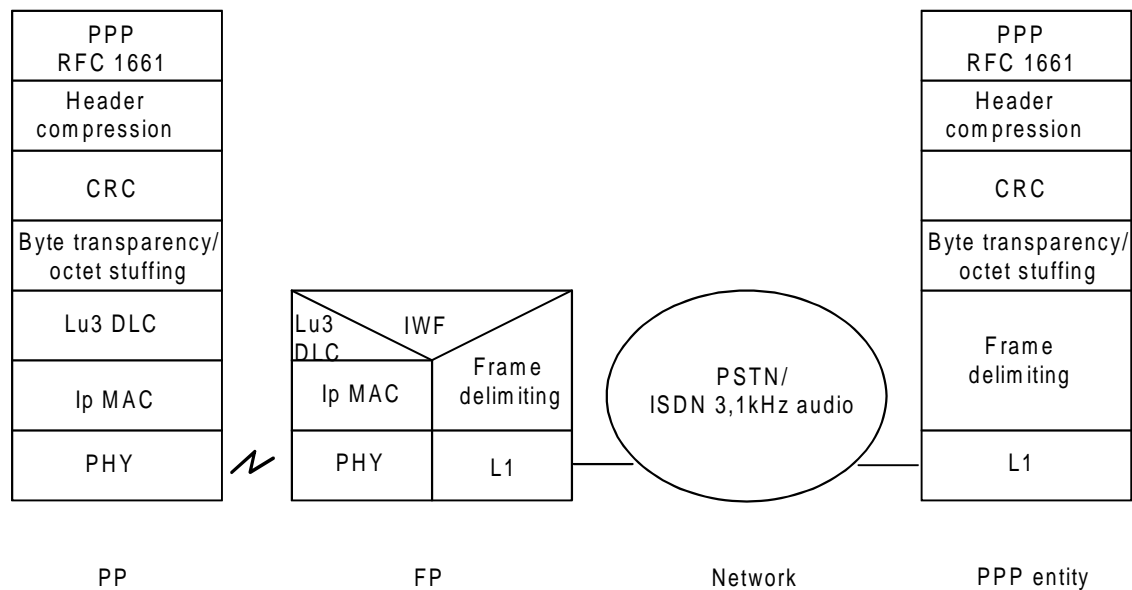 PPP
RFC 1661
Header
compression
CRC
Byte transparency/
octet stuffing
Lu3 DLC
Ip MAC
PHY
Lu3
DLC
IWF
Ip MAC
Frame
delimiting
PHY
L1
PSTN/
ISDN 3,1kHz audio
PPP
RFC 1661
Header
compression
CRC
Byte transparency/
octet stuffing
Frame
delimiting
L1
PP
FP
Network
PPP entity